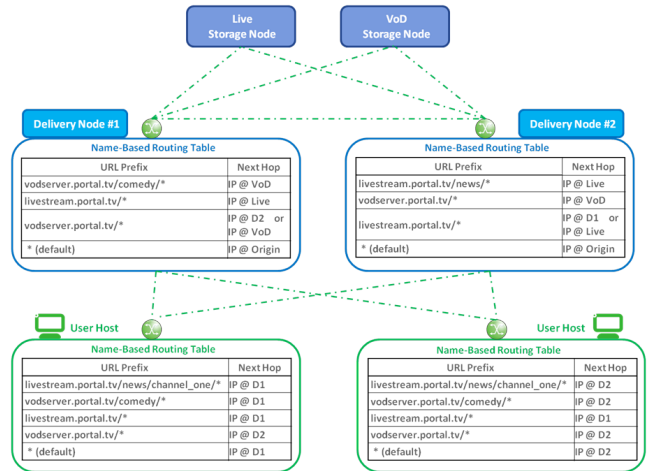 Live
Storage Node
VoD
Storage Node
Delivery Node #1
Delivery Node #2
Name-Based Routing Table
URL Prefix Next Hop
vodserver.portal.tv/comedy/* IP @ VoD
livestream.portal.tv/* IP @ Live
vodserver.portal.tv/* IP @ D2 or
IP @ VoD
* (default) IP @ Origin
Name-Based Routing Table
URL Prefix Next Hop
livestream.portal.tv/news/* IP @ Live
vodserver.portal.tv/* IP @ VoD
livestream.portal.tv/* IP @ D1 or
IP @ Live
* (default) IP @ Origin
User Host
User Host
Name-Based Routing Table
URL Prefix Next Hop
livestream.portal.tv/news/channel_one/* IP @ D1
vodserver.portal.tv/comedy/* IP @ D1
livestream.portal.tv/* IP @ D1
vodserver.portal.tv/* IP @ D2
* (default) IP @ D1
Name-Based Routing Table
URL Prefix Next Hop
livestream.portal.tv/news/channel_one/* IP @ D2
vodserver.portal.tv/comedy/* IP @ D2
livestream.portal.tv/* IP @ D2
vodserver.portal.tv/* IP @ D2
* (default) IP @ D2